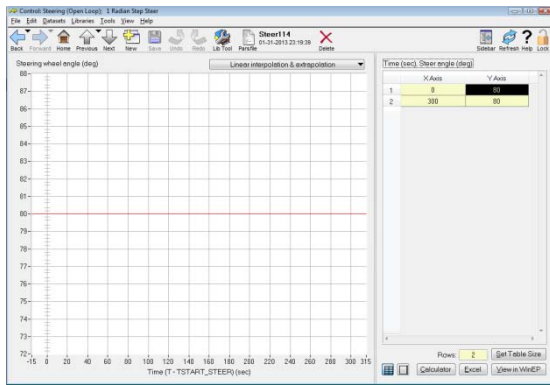 Control: Steering (Open Loop); 1 Radian Step Steer
File Edit Datasets Libraries Tools View Help
Back Forward Home Previous Next New Save Undo Redo Lib Tool Parsfile Steer114 01-31-2013 23:19:39 Delete Sidebar Refresh Help Lock
Steering wheel angle (deg) Linear interpolation & extrapolation
Time (sec), Steer angle (deg)
X Axis Y Axis
1 0 80
2 300 80
88
87
86
85
84
83
82
81
80
79
78
77
76
75
74
73
72
-15 0 20 40 60 80 100 120 140 160 180 200 220 240 260 280 300 315
Time (T - TSTART_STEER) (sec)
Rows: 2 Set Table Size
Calculator Excel View in WinEP